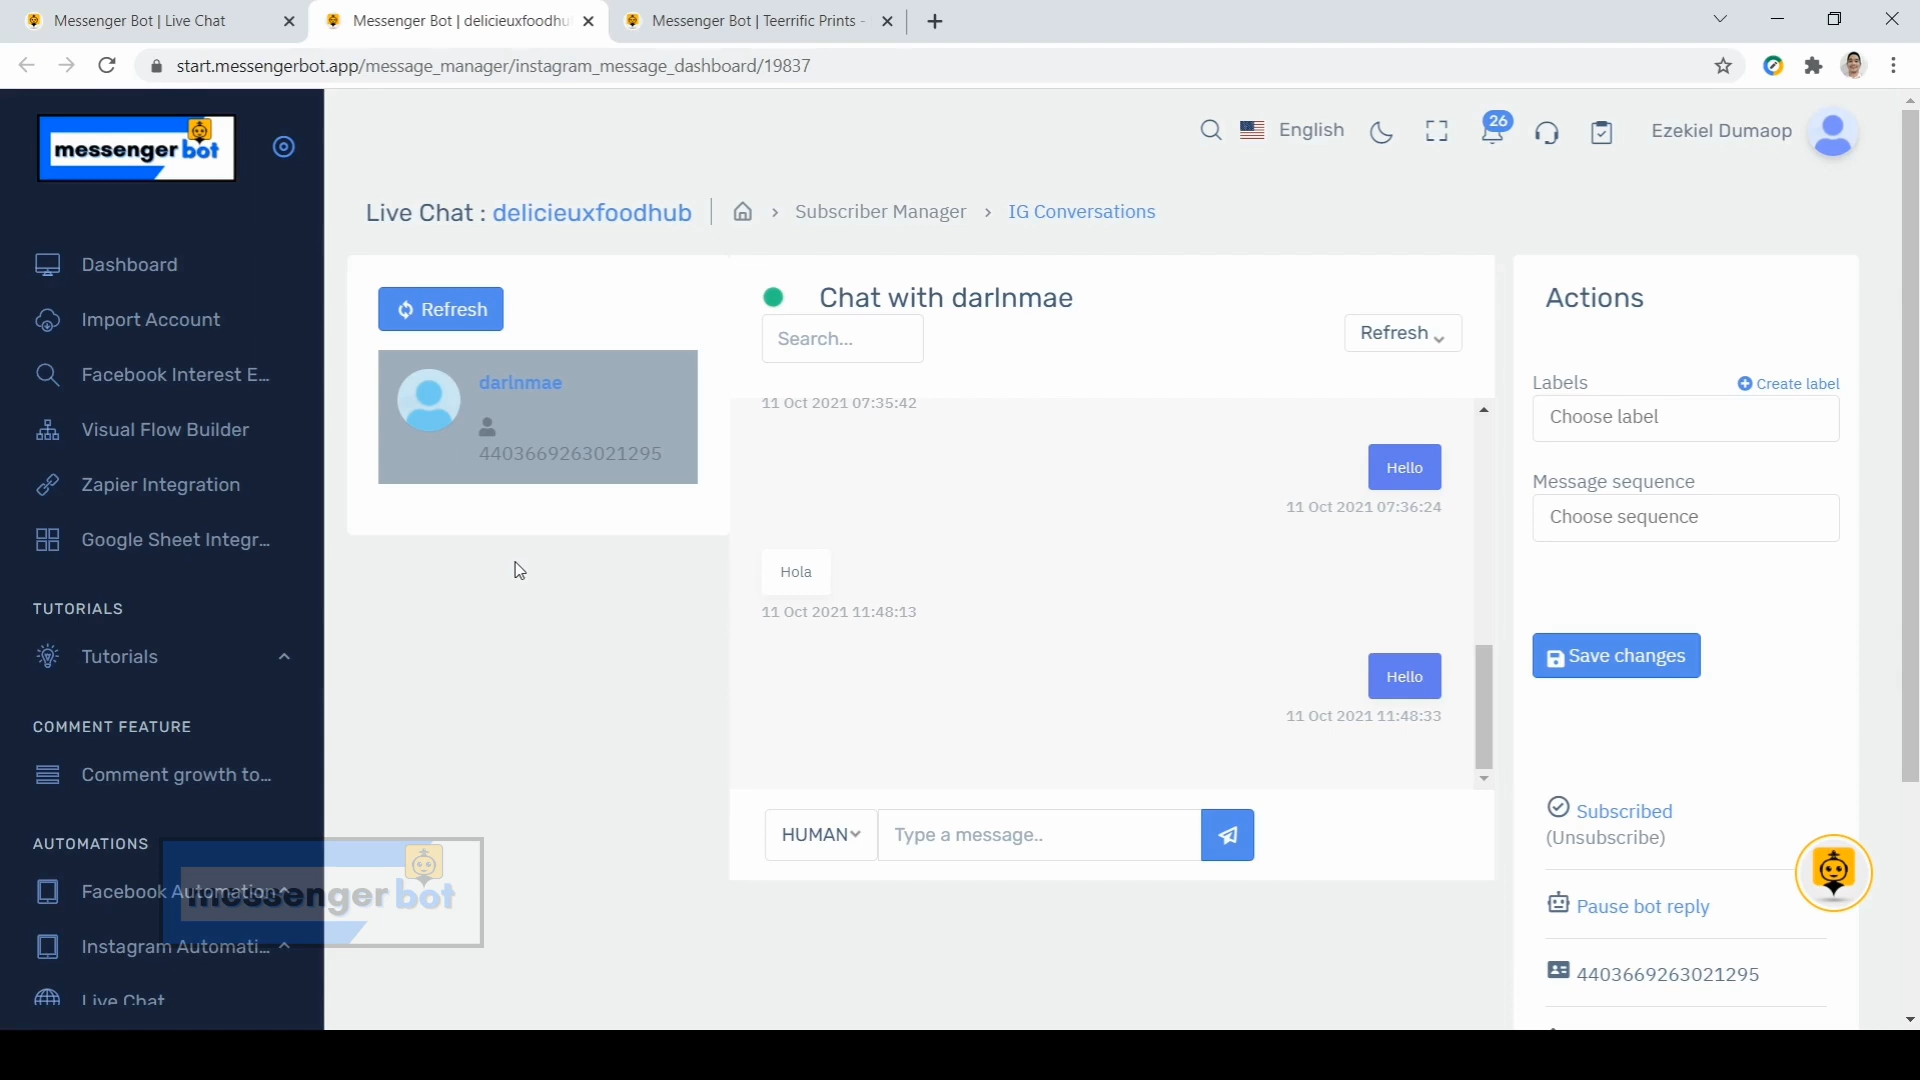 Messenger Bot | Live Chat
Messenger Bot | delicieuxfoodhu
Messenger Bot | Teerrific Prints -
start.messengerbot.app/message_manager/instagram_message_dashboard/19837
messenger bot
26
English
Ezekiel Dumaop
Live Chat : delicieuxfoodhub
Subscriber Manager
IG Conversations
Dashboard
Import Account
Facebook Interest E...
Visual Flow Builder
Zapier Integration
Google Sheet Integr...
TUTORIALS
Tutorials
COMMENT FEATURE
Comment growth to...
AUTOMATIONS
Facebook Automation
Instagram Automati...
Live Chat
messenger bot
Refresh
darlnmae
4403669263021295
Chat with darlnmae
Search...
Refresh
11 Oct 2021 07:35:42
Hello
11 Oct 2021 07:36:24
Hola
11 Oct 2021 11:48:13
Hello
11 Oct 2021 11:48:33
HUMAN
Type a message..
Actions
Labels
Create label
Choose label
Message sequence
Choose sequence
Save changes
Subscribed
(Unsubscribe)
Pause bot reply
4403669263021295